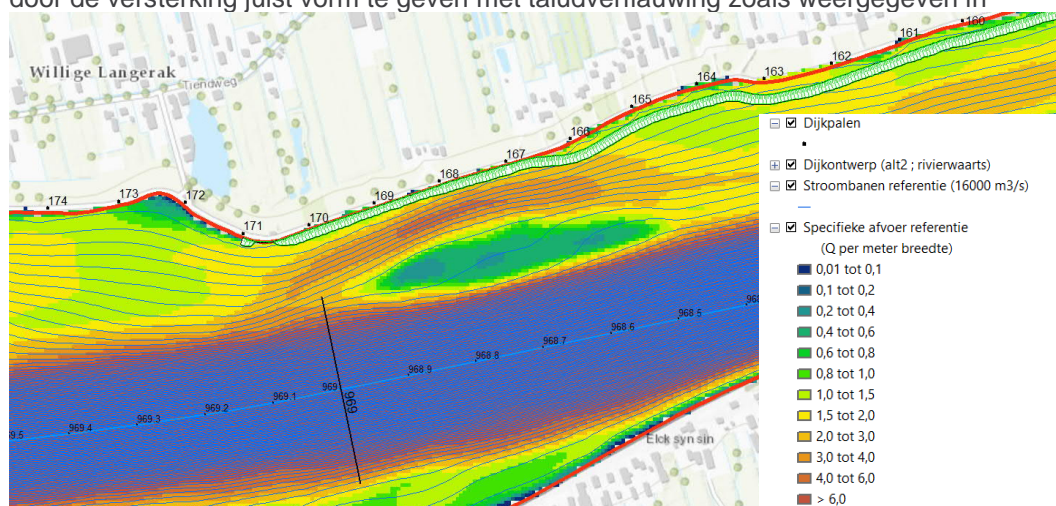 door de versterking juist vorm te geven met taludverflauwing zoals weergegeven in
160
161
162
163
164
165
166
167
168
169
170
171
172
173
174
Willige Langerak
Tiendweg
968.5
968.6
968.7
968.8
968.9
969
969
969.1
969.2
969.3
969.4
Elck syn sin
Dijkpalen
Dijkontwerp (alt2 ; rivierwaarts)
Stroombanen referentie (16000 m3/s)
Specifieke afvoer referentie
(Q per meter breedte)
0,01 tot 0,1
0,1 tot 0,2
0,2 tot 0,4
0,4 tot 0,6
0,6 tot 0,8
0,8 tot 1,0
1,0 tot 1,5
1,5 tot 2,0
2,0 tot 3,0
3,0 tot 4,0
4,0 tot 6,0
> 6,0